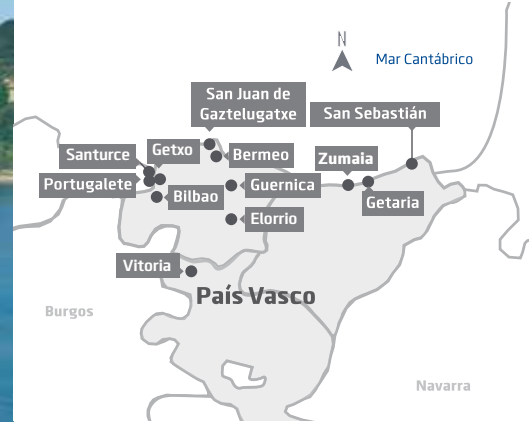 N
Mar Cantábrico
San Juan de
Gaztelugatxe
San Sebastián
Santurce
Getxo
Bermeo
Zumaia
Portugalete
Guernica
Bilbao
Getaria
Elorrio
Vitoria
País Vasco
Burgos
Navarra